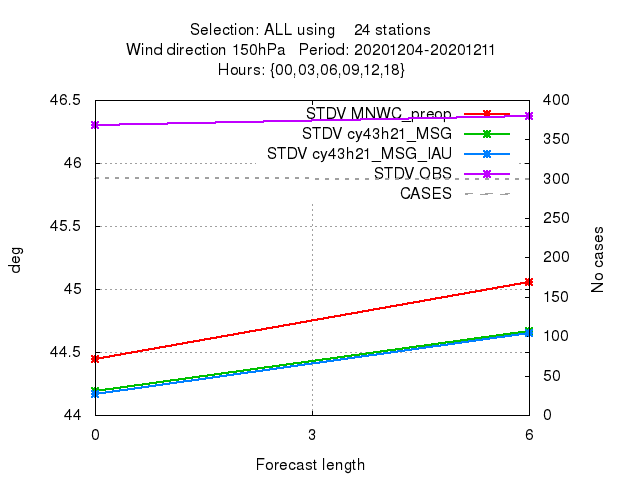 Selection: ALL using    24 stations
Wind direction 150hPa   Period: 20201204-20201211
Hours: {00,03,06,09,12,18}
46.5
46
45.5
45
44.5
44
deg
STDV MNWC_preop
STDV cy43h21_MSG
STDV cy43h21_MSG_IAU
STDV OBS
CASES
400
350
300
250
200
150
100
50
0
No cases
0
3
6
Forecast length